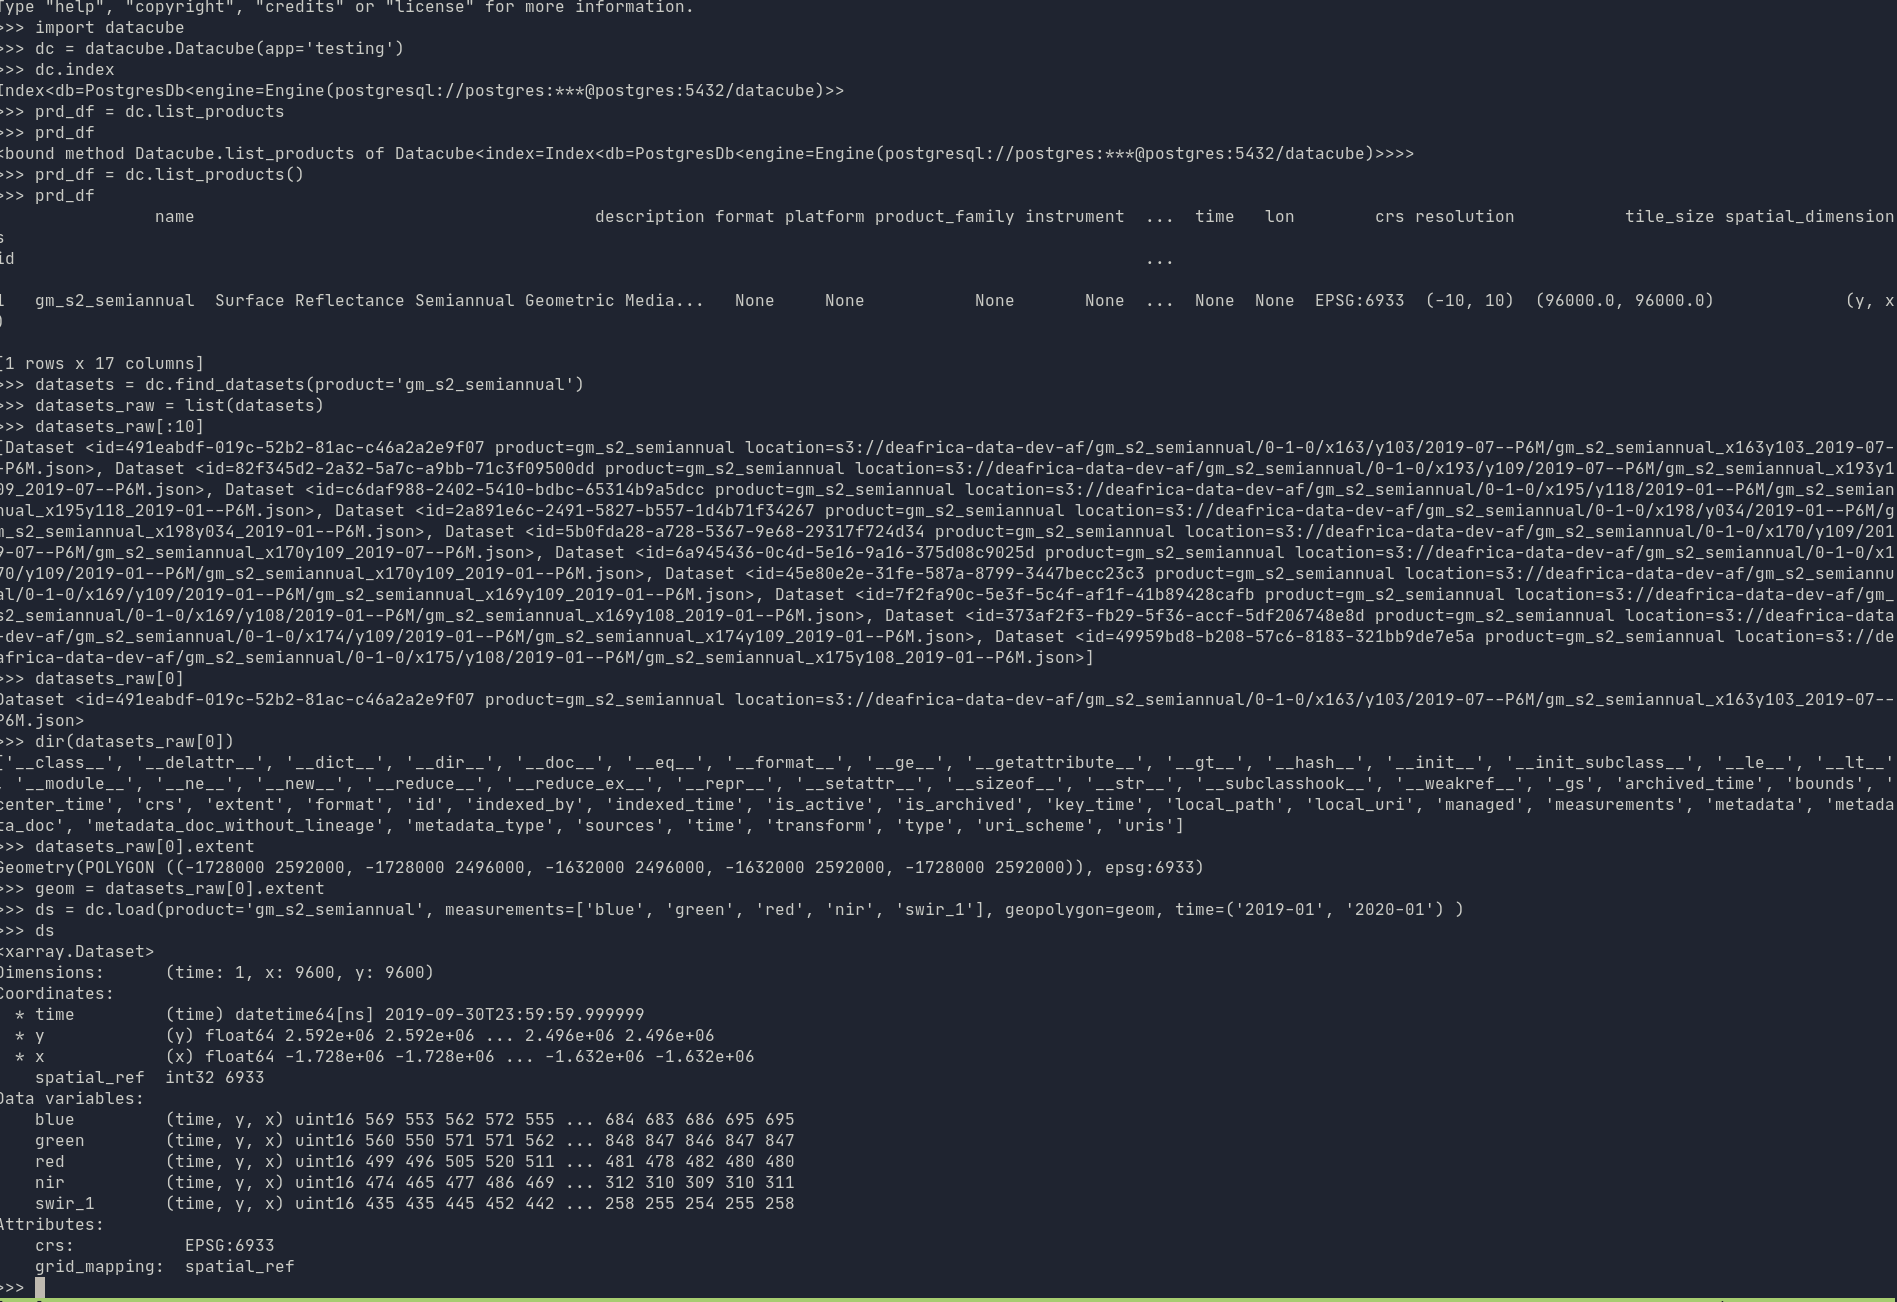 Type "help", "copyright", "credits" or "license" for more information.
>>> import datacube
>>> dc = datacube.Datacube(app='testing')
>>> dc.index
Index<db=PostgresDb<engine=Engine(postgresql://postgres:***@postgres:5432/datacube)>>
>>> prd_df = dc.list_products
>>> prd_df
<bound method Datacube.list_products of Datacube<index=Index<db=PostgresDb<engine=Engine(postgresql://postgres:***@postgres:5432/datacube)>>>>
>>> prd_df = dc.list_products()
>>> prd_df
name description format platform product_family instrument ... time lon crs resolution tile_size spatial_dimension
s
id ...
1 gm_s2_semiannual Surface Reflectance Semiannual Geometric Media... None None None None ... None None EPSG:6933 (-10, 10) (96000.0, 96000.0) (y, x
)
[1 rows x 17 columns]
>>> datasets = dc.find_datasets(product='gm_s2_semiannual')
>>> datasets_raw = list(datasets)
>>> datasets_raw[:10]
[Dataset <id=491eabdf-019c-52b2-81ac-c46a2a2e9f07 product=gm_s2_semiannual location=s3://deafrica-data-dev-af/gm_s2_semiannual/0-1-0/x163/y103/2019-07--P6M/gm_s2_semiannual_x163y103_2019-07-
-P6M.json>, Dataset <id=82f345d2-2a32-5a7c-a9bb-71c3f09500dd product=gm_s2_semiannual location=s3://deafrica-data-dev-af/gm_s2_semiannual/0-1-0/x193/y109/2019-07--P6M/gm_s2_semiannual_x193y1
09_2019-07--P6M.json>, Dataset <id=c6daf988-2402-5410-bdbc-65314b9a5dcc product=gm_s2_semiannual location=s3://deafrica-data-dev-af/gm_s2_semiannual/0-1-0/x195/y118/2019-01--P6M/gm_s2_semian
nual_x195y118_2019-01--P6M.json>, Dataset <id=2a891e6c-2491-5827-b557-1d4b71f34267 product=gm_s2_semiannual location=s3://deafrica-data-dev-af/gm_s2_semiannual/0-1-0/x198/y034/2019-01--P6M/g
m_s2_semiannual_x198y034_2019-01--P6M.json>, Dataset <id=5b0fda28-a728-5367-9e68-29317f724d34 product=gm_s2_semiannual location=s3://deafrica-data-dev-af/gm_s2_semiannual/0-1-0/x170/y109/201
9-07--P6M/gm_s2_semiannual_x170y109_2019-07--P6M.json>, Dataset <id=6a945436-0c4d-5e16-9a16-375d08c9025d product=gm_s2_semiannual location=s3://deafrica-data-dev-af/gm_s2_semiannual/0-1-0/x1
70/y109/2019-01--P6M/gm_s2_semiannual_x170y109_2019-01--P6M.json>, Dataset <id=45e80e2e-31fe-587a-8799-3447becc23c3 product=gm_s2_semiannual location=s3://deafrica-data-dev-af/gm_s2_semiannu
al/0-1-0/x169/y109/2019-01--P6M/gm_s2_semiannual_x169y109_2019-01--P6M.json>, Dataset <id=7f2fa90c-5e3f-5c4f-af1f-41b89428cafb product=gm_s2_semiannual location=s3://deafrica-data-dev-af/gm_
s2_semiannual/0-1-0/x169/y108/2019-01--P6M/gm_s2_semiannual_x169y108_2019-01--P6M.json>, Dataset <id=373af2f3-fb29-5f36-accf-5df206748e8d product=gm_s2_semiannual location=s3://deafrica-data
-dev-af/gm_s2_semiannual/0-1-0/x174/y109/2019-01--P6M/gm_s2_semiannual_x174y109_2019-01--P6M.json>, Dataset <id=49959bd8-b208-57c6-8183-321bb9de7e5a product=gm_s2_semiannual location=s3://de
africa-data-dev-af/gm_s2_semiannual/0-1-0/x175/y108/2019-01--P6M/gm_s2_semiannual_x175y108_2019-01--P6M.json>]
>>> datasets_raw[0]
Dataset <id=491eabdf-019c-52b2-81ac-c46a2a2e9f07 product=gm_s2_semiannual location=s3://deafrica-data-dev-af/gm_s2_semiannual/0-1-0/x163/y103/2019-07--P6M/gm_s2_semiannual_x163y103_2019-07--
P6M.json>
>>> dir(datasets_raw[0])
['__class__', '__delattr__', '__dict__', '__dir__', '__doc__', '__eq__', '__format__', '__ge__', '__getattribute__', '__gt__', '__hash__', '__init__', '__init_subclass__', '__le__', '__lt__'
, '__module__', '__ne__', '__new__', '__reduce__', '__reduce_ex__', '__repr__', '__setattr__', '__sizeof__', '__str__', '__subclasshook__', '__weakref__', '_gs', 'archived_time', 'bounds', '
center_time', 'crs', 'extent', 'format', 'id', 'indexed_by', 'indexed_time', 'is_active', 'is_archived', 'key_time', 'local_path', 'local_uri', 'managed', 'measurements', 'metadata', 'metada
ta_doc', 'metadata_doc_without_lineage', 'metadata_type', 'sources', 'time', 'transform', 'type', 'uri_scheme', 'uris']
>>> datasets_raw[0].extent
Geometry(POLYGON ((-1728000 2592000, -1728000 2496000, -1632000 2496000, -1632000 2592000, -1728000 2592000)), epsg:6933)
>>> geom = datasets_raw[0].extent
>>> ds = dc.load(product='gm_s2_semiannual', measurements=['blue', 'green', 'red', 'nir', 'swir_1'], geopolygon=geom, time=('2019-01', '2020-01') )
>>> ds
<xarray.Dataset>
Dimensions: (time: 1, x: 9600, y: 9600)
Coordinates:
* time (time) datetime64[ns] 2019-09-30T23:59:59.999999
* y (y) float64 2.592e+06 2.592e+06 ... 2.496e+06 2.496e+06
* x (x) float64 -1.728e+06 -1.728e+06 ... -1.632e+06 -1.632e+06
spatial_ref int32 6933
Data variables:
blue (time, y, x) uint16 569 553 562 572 555 ... 684 683 686 695 695
green (time, y, x) uint16 560 550 571 571 562 ... 848 847 846 847 847
red (time, y, x) uint16 499 496 505 520 511 ... 481 478 482 480 480
nir (time, y, x) uint16 474 465 477 486 469 ... 312 310 309 310 311
swir_1 (time, y, x) uint16 435 435 445 452 442 ... 258 255 254 255 258
Attributes:
crs: EPSG:6933
grid_mapping: spatial_ref
>>>